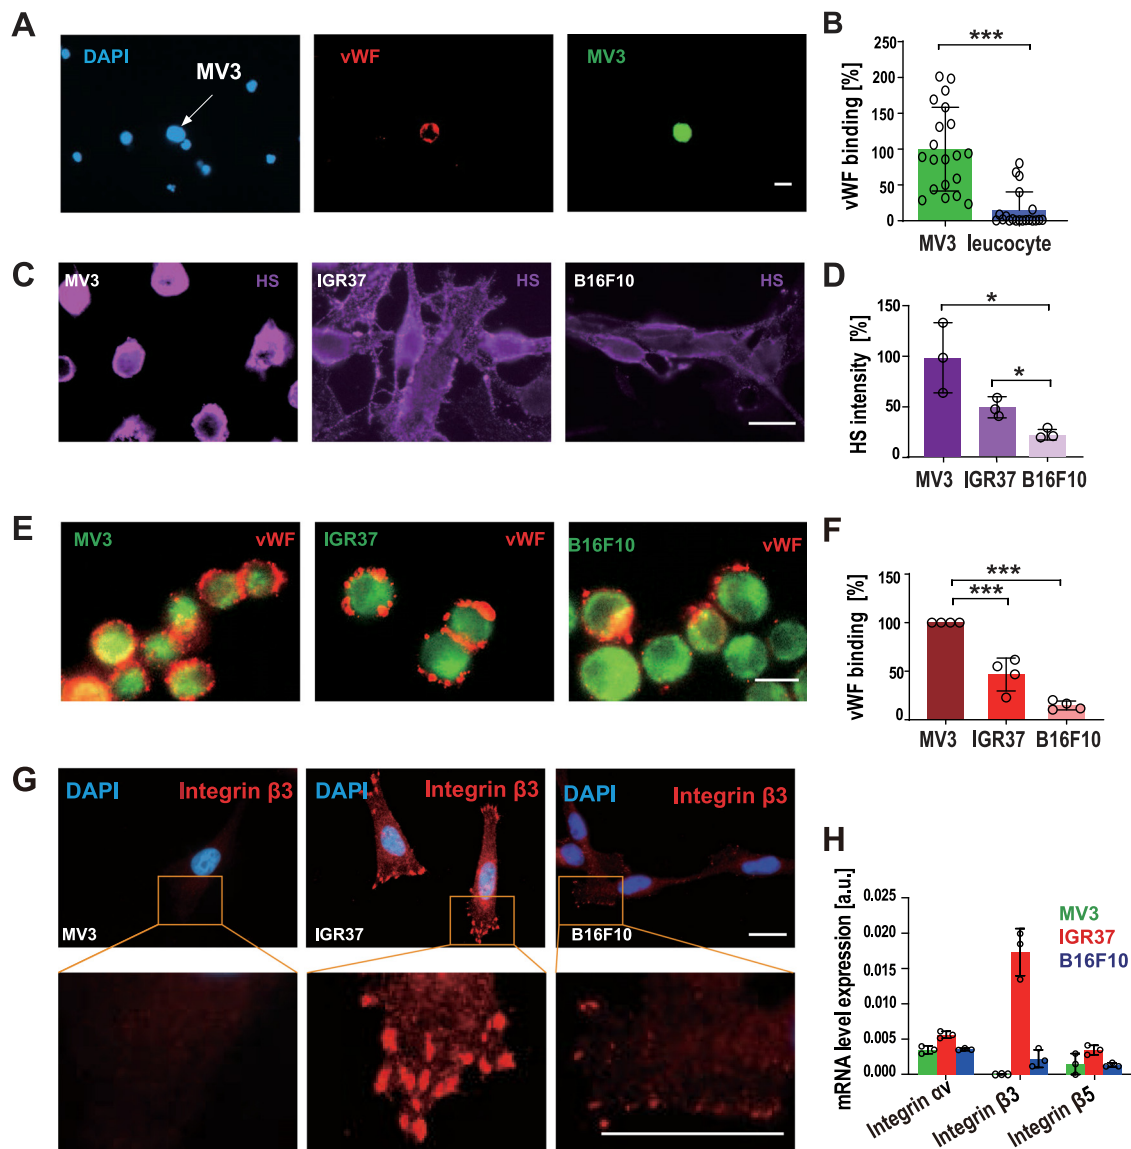 A
DAPI
MV3
vWF
MV3
B
vWF binding [%]
250
200
150
100
50
0
***
MV3 leucocyte
C
MV3
HS
IGR37
HS
B16F10
HS
D
HS intensity [%]
150
100
50
0
*
*
MV3 IGR37 B16F10
E
MV3
vWF
IGR37
vWF
B16F10
vWF
F
vWF binding [%]
150
100
50
0
***
***
MV3 IGR37 B16F10
G
DAPI
Integrin β3
MV3
DAPI
Integrin β3
IGR37
DAPI
Integrin β3
B16F10
H
mRNA level expression [a.u.]
0.025
0.020
0.015
0.010
0.005
0.000
MV3
IGR37
B16F10
Integrin αv
Integrin β3
Integrin β5